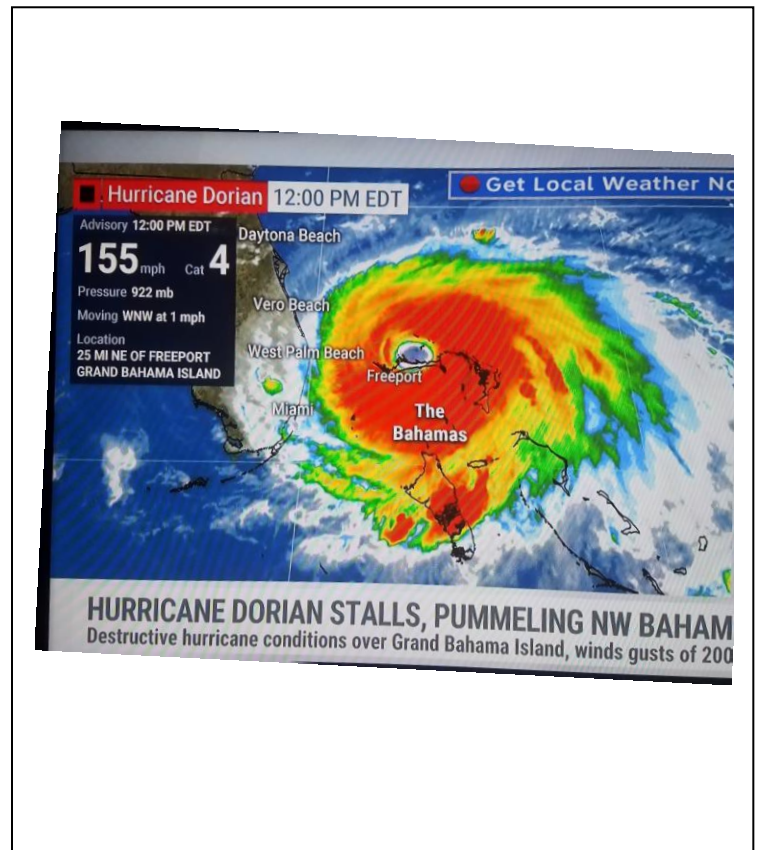 Hurricane Dorian 12:00 PM EDT
Get Local Weather
Advisory 12:00 PM EDT
155 mph Cat 4
Pressure 922 mb
Moving WNW at 1 mph
Location
25 MI NE OF FREEPORT
GRAND BAHAMA ISLAND
Daytona Beach
Vero Beach
West Palm Beach
Freeport
Miami
The
Bahamas
HURRICANE DORIAN STALLS, PUMMELING NW BAHAM
Destructive hurricane conditions over Grand Bahama Island, winds gusts of 200